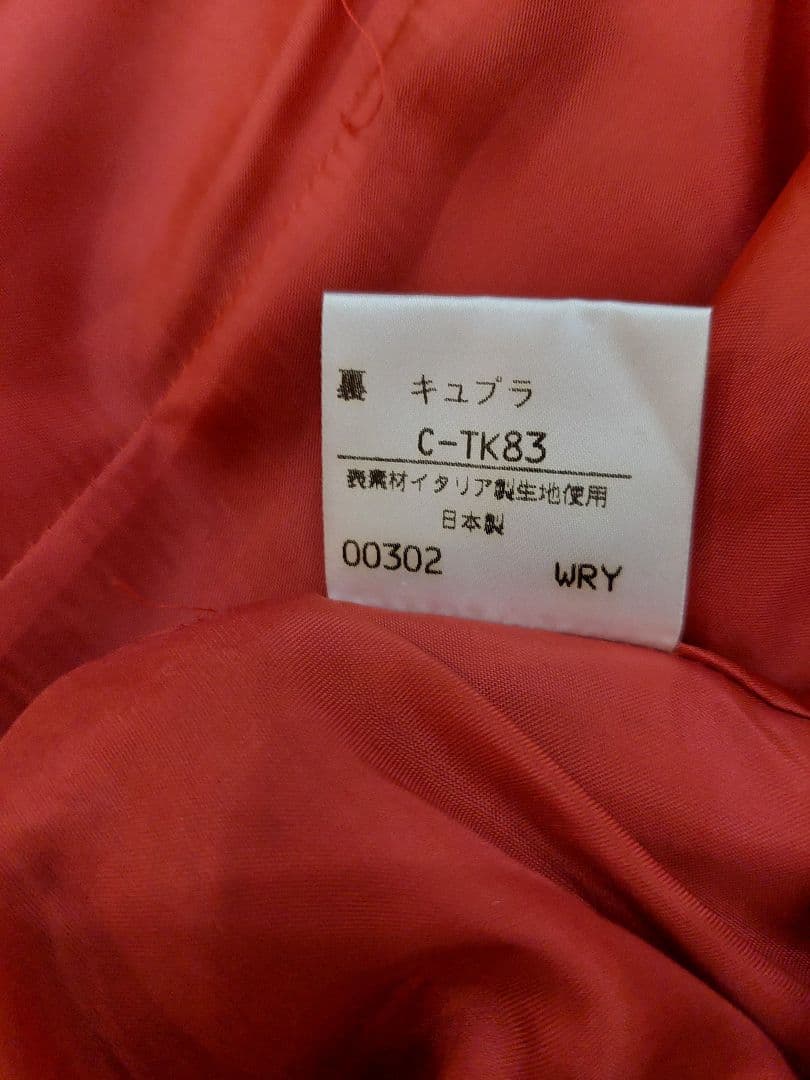 裏 キュプラ
C-TK83
表素材イタリア製生地使用
日本製
00302 WRY